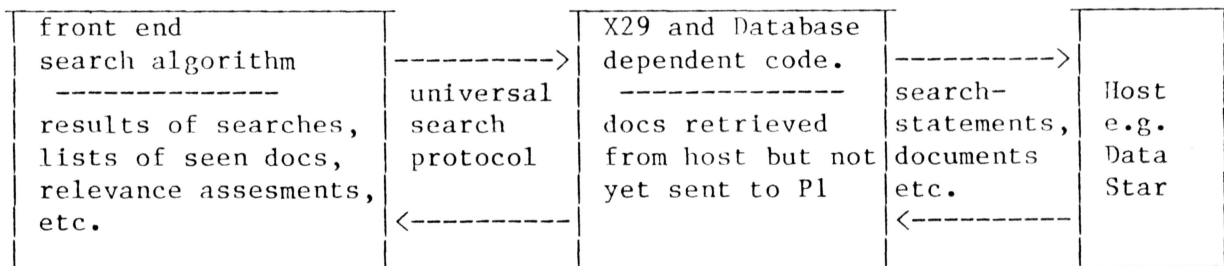 front end
search algorithm
--------------
results of searches,
lists of seen docs,
relevance assesments,
etc.
---------->
universal
search
protocol
<----------
X29 and Database
dependent code.
--------------
docs retrieved
from host but not
yet sent to P1
---------->
search-
statements,
documents
etc.
<----------
Host
e.g.
Data
Star